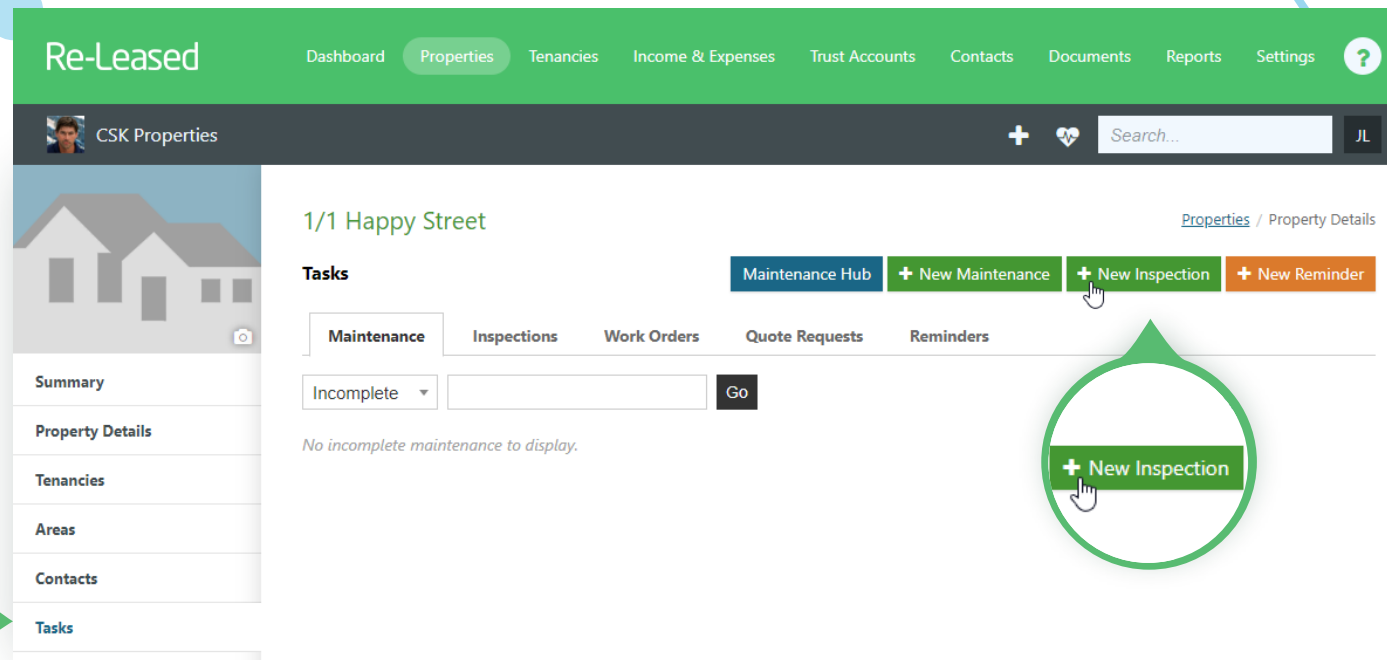 Re-Leased Dashboard Properties Tenancies Income & Expenses Trust Accounts Contacts Documents Reports Settings ?
CSK Properties Search... JL
1/1 Happy Street Properties / Property Details
Tasks Maintenance Hub + New Maintenance + New Inspection + New Reminder
Maintenance Inspections Work Orders Quote Requests Reminders
Summary
Incomplete Go
Property Details
No incomplete maintenance to display.
+ New Inspection
Tenancies
Areas
Contacts
Tasks